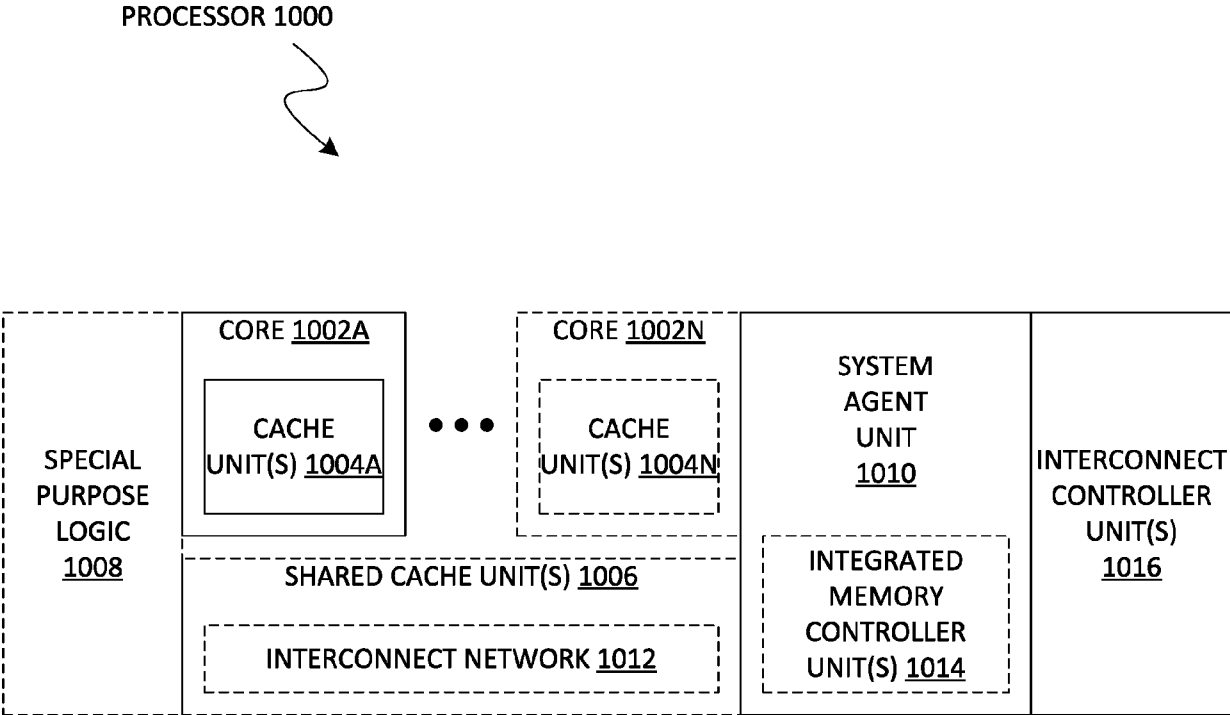 PROCESSOR 1000
SPECIAL
PURPOSE
LOGIC
1008
CORE 1002A
CACHE
UNIT(S) 1004A
CORE 1002N
CACHE
UNIT(S) 1004N
SHARED CACHE UNIT(S) 1006
INTERCONNECT NETWORK 1012
SYSTEM
AGENT
UNIT
1010
INTEGRATED
MEMORY
CONTROLLER
UNIT(S) 1014
INTERCONNECT
CONTROLLER
UNIT(S)
1016